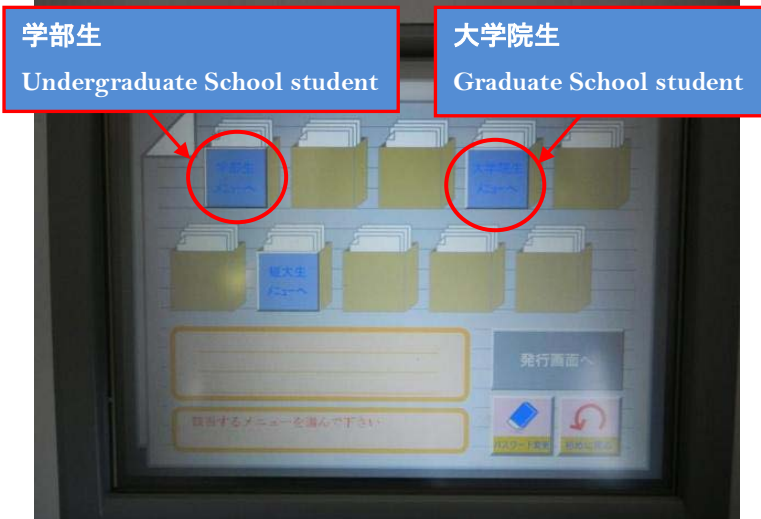 学部生
Undergraduate School student
大学院生
Graduate School student
学部生
メニューへ
大学院生
メニューへ
短大生
メニューへ
発行画面へ
該当するメニューを選んで下さい
パスワード変更
初めに戻る